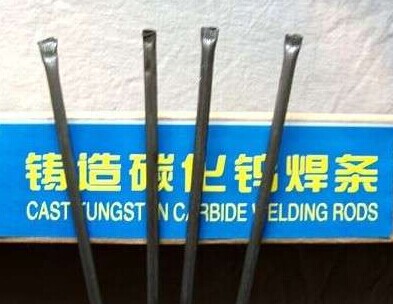 铸造碳化钨焊条
CAST TUNGSTEN CARBIDE WELDING RODS